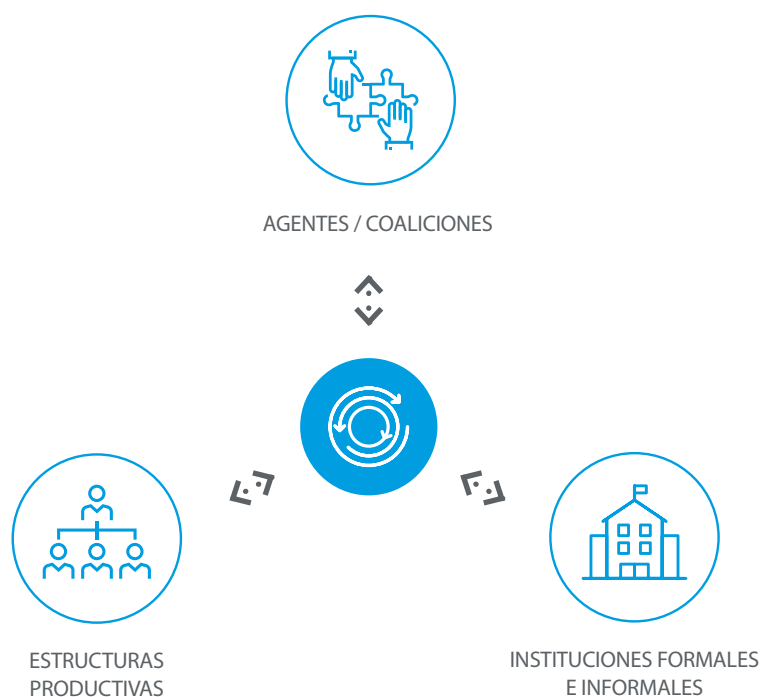 AGENTES / COALICIONES
ESTRUCTURAS
PRODUCTIVAS
INSTITUCIONES FORMALES
E INFORMALES